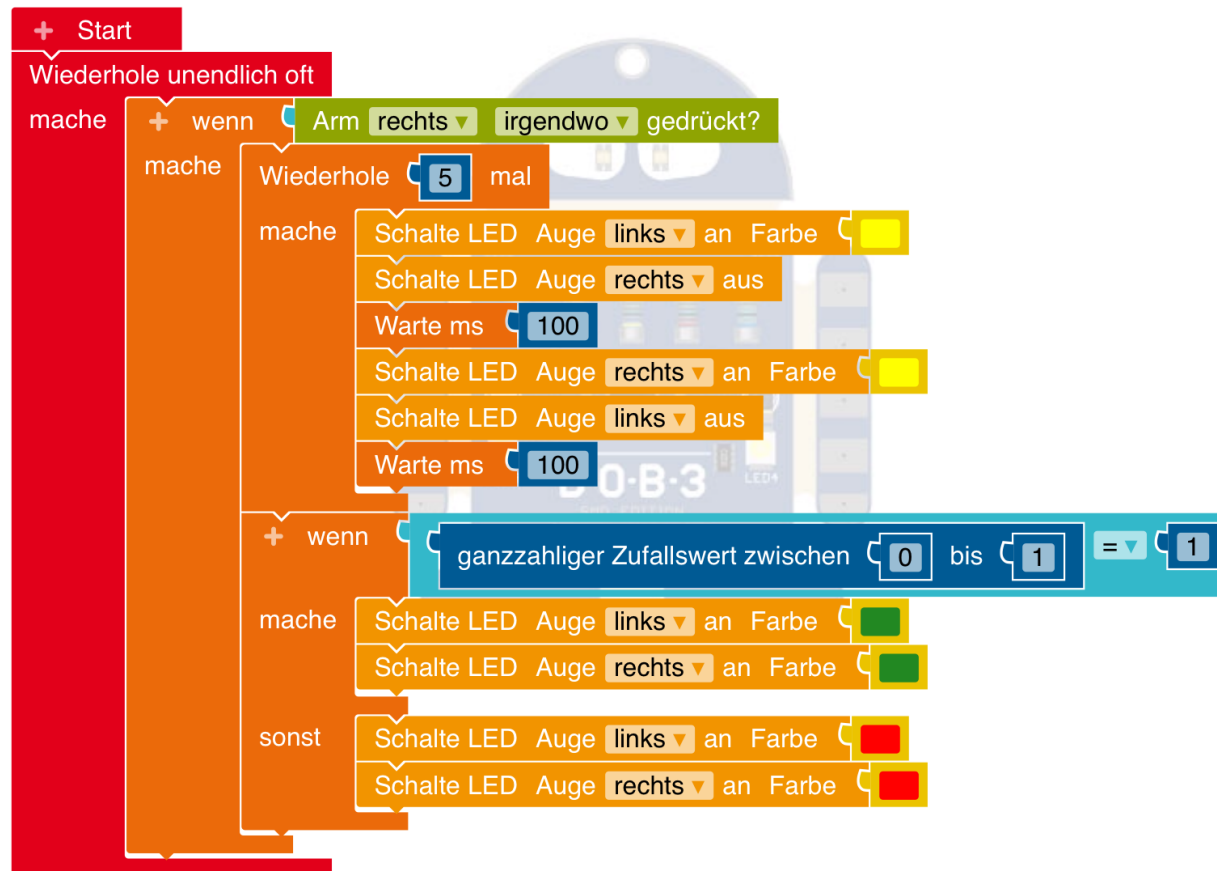 + Start
Wiederhole unendlich oft
mache + wenn Arm rechts irgendwo gedrückt?
mache Wiederhole 5 mal
mache Schalte LED Auge links an Farbe
Schalte LED Auge rechts aus
Warte ms 100
Schalte LED Auge rechts an Farbe
Schalte LED Auge links aus
Warte ms 100
B·O·B·3
LED4
+ wenn ganzzahliger Zufallswert zwischen 0 bis 1 = 1
mache Schalte LED Auge links an Farbe
Schalte LED Auge rechts an Farbe
sonst Schalte LED Auge links an Farbe
Schalte LED Auge rechts an Farbe